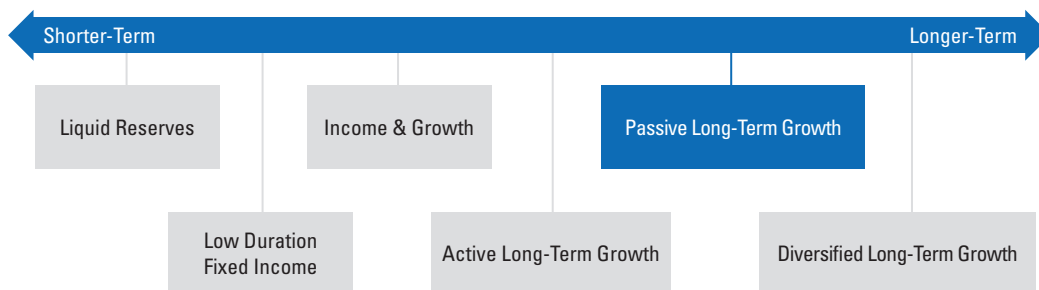 Shorter-Term
Longer-Term
Liquid Reserves
Income & Growth
Passive Long-Term Growth
Low Duration
Fixed Income
Active Long-Term Growth
Diversified Long-Term Growth